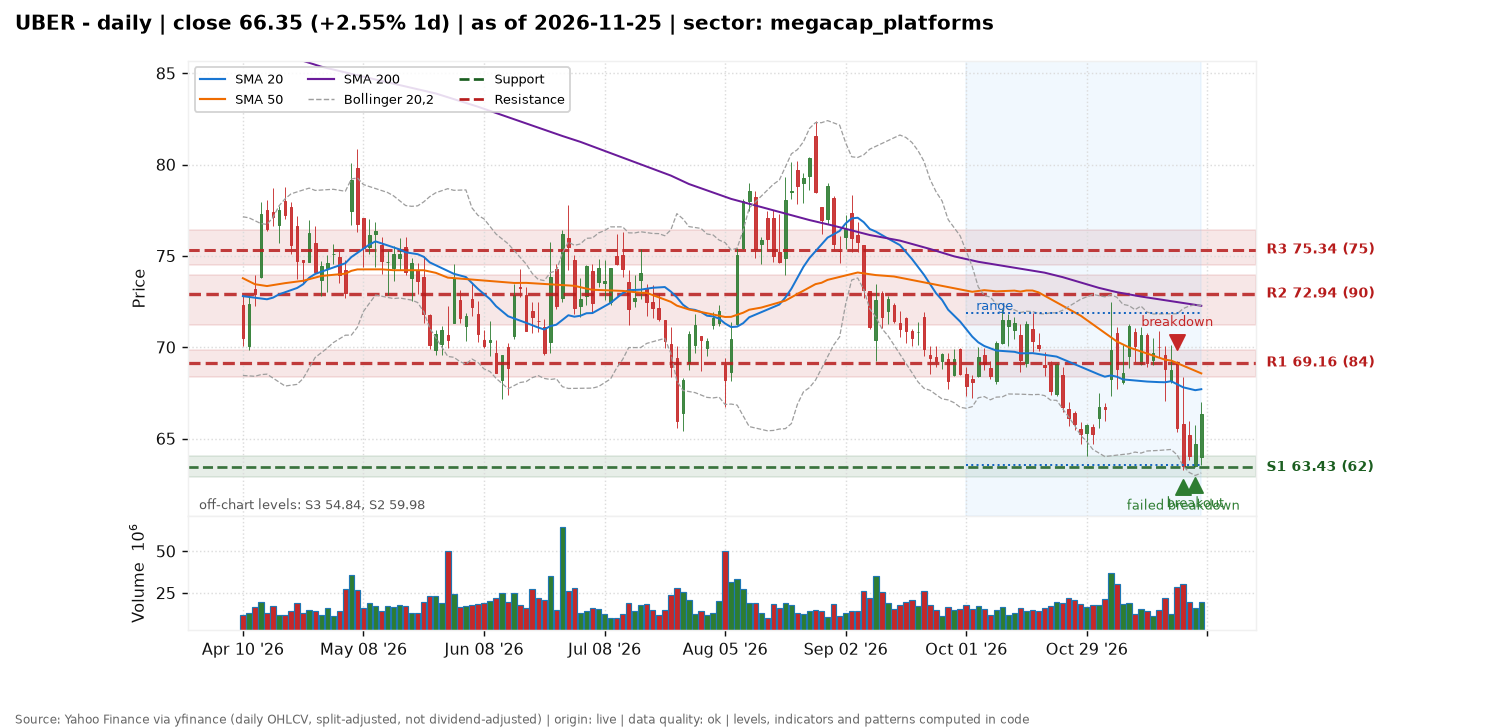 UBER - daily | close 66.35 (+2.55% 1d) | as of 2026-11-25 | sector: megacap_platforms
SMA 20
SMA 50
SMA 200
Bollinger 20,2
Support
Resistance
Price
85
80
75
70
65
range
breakdown
R3 75.34 (75)
R2 72.94 (90)
R1 69.16 (84)
S1 63.43 (62)
breakout
failed breakdown
off-chart levels: S3 54.84, S2 59.98
Volume 10⁶
50
25
Apr 10 '26
May 08 '26
Jun 08 '26
Jul 08 '26
Aug 05 '26
Sep 02 '26
Oct 01 '26
Oct 29 '26
Source: Yahoo Finance via yfinance (daily OHLCV, split-adjusted, not dividend-adjusted) | origin: live | data quality: ok | levels, indicators and patterns computed in code